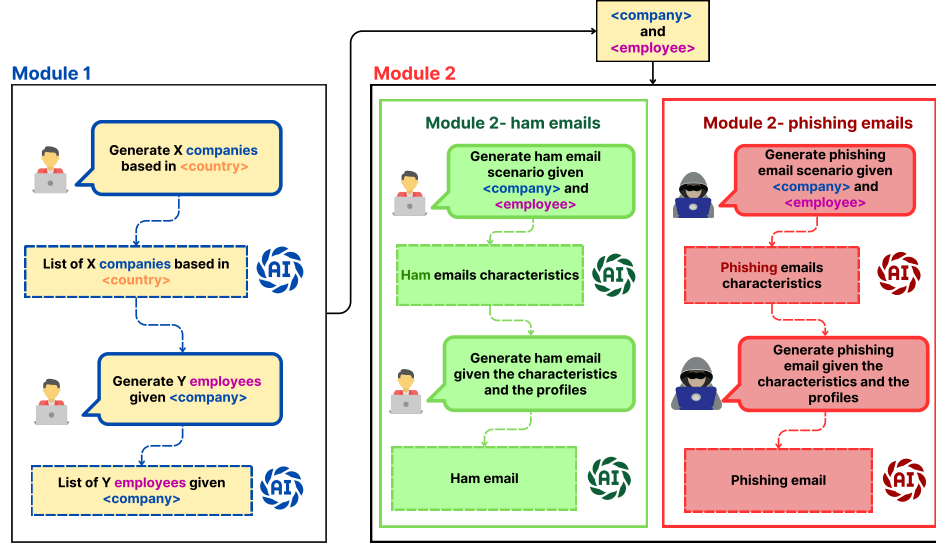 <company>
and
<employee>
Module 1
Generate X companies
based in <country>
List of X companies based in
<country>
AI
Generate Y employees
given <company>
List of Y employees given
<company>
AI
Module 2
Module 2- ham emails
Generate ham email
scenario given
<company> and
<employee>
Ham emails characteristics
AI
Generate ham email
given the characteristics
and the profiles
Ham email
AI
Module 2- phishing emails
Generate phishing
email scenario given
<company> and
<employee>
Phishing emails
characteristics
AI
Generate phishing
email given the
characteristics and the
profiles
Phishing email
AI